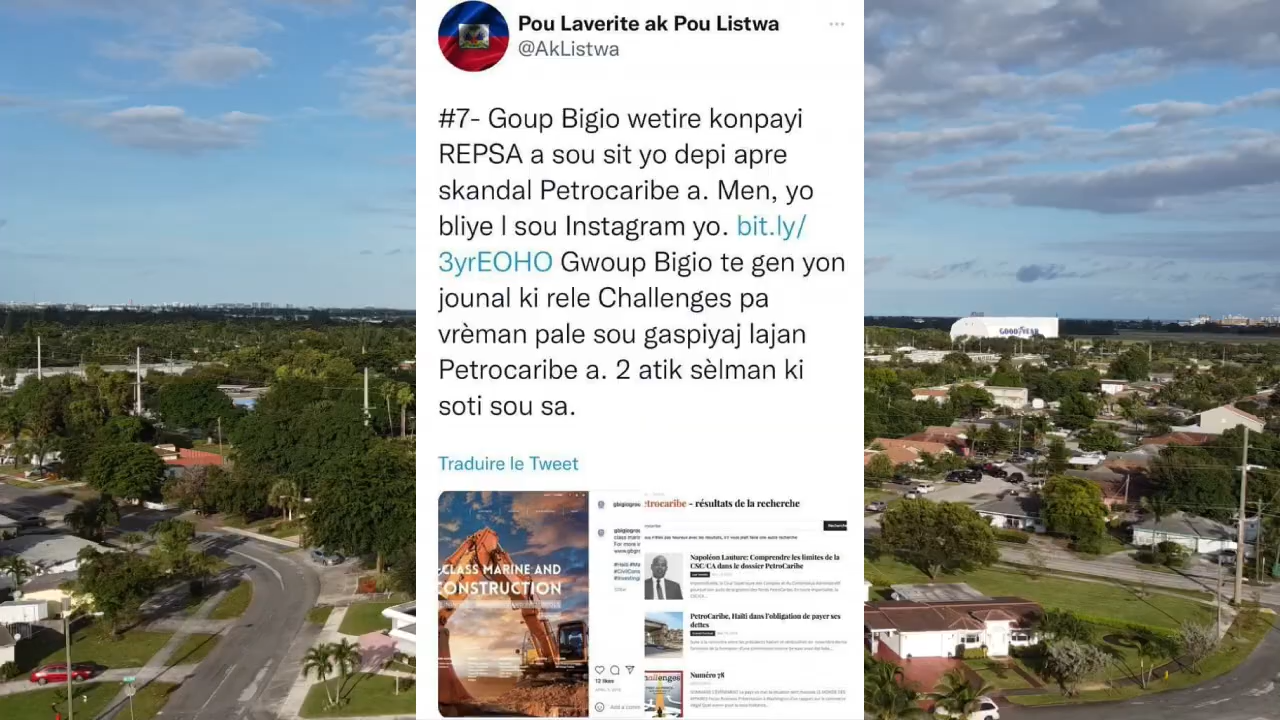 Pou Laverite ak Pou Listwa
@AkListwa
#7- Goup Bigio wetire konpayi
REPSA a sou sit yo depi apre
skandal Petrocaribe a. Men, yo
bliye l sou Instagram yo. bit.ly/
3yrEOHO Gwoup Bigio te gen yon
jounal ki rele Challenges pa
vrèman pale sou gaspiyaj lajan
Petrocaribe a. 2 atik sèlman ki
soti sou sa.
Traduire le Tweet
-CLASS MARINE AND
CONSTRUCTION
12 likes
trocaribe - résultats de la recherche
Napoléon Lauture: Comprendre les limites de la
CSC/CA dans le dossier PetroCaribe
PetroCaribe, Haïti dans l'obligation de payer ses
dettes
Numéro 78
GOODYEAR